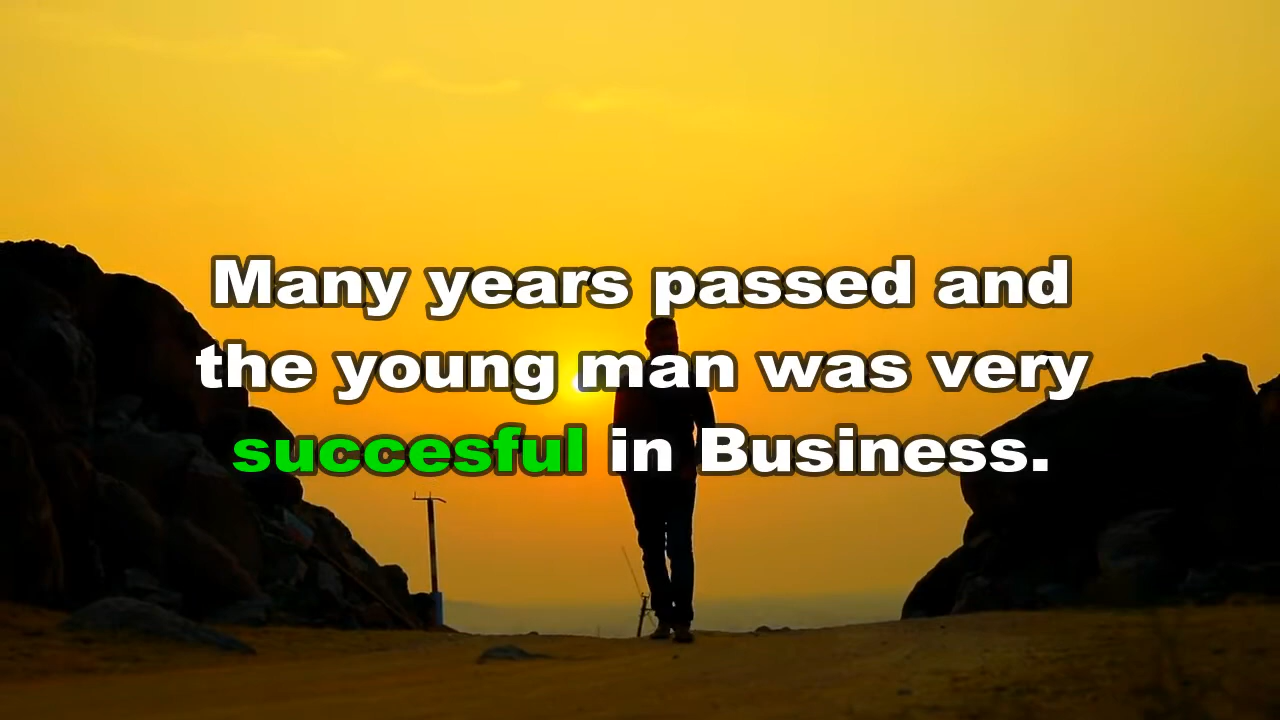 Many years passed and
the young man was very
succesful in Business.